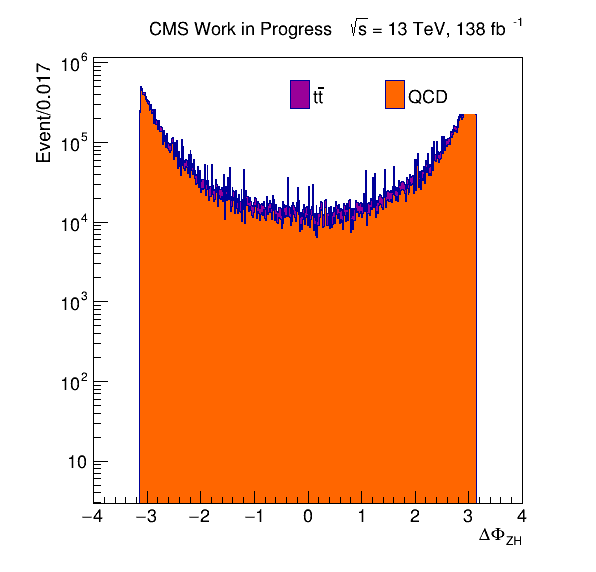 CMS Work in Progress √s = 13 TeV, 138 fb⁻¹
Event/0.017
10⁶
10⁵
10⁴
10³
10²
10
tt̄
QCD
−4 −3 −2 −1 0 1 2 3 4
ΔΦ_ZH